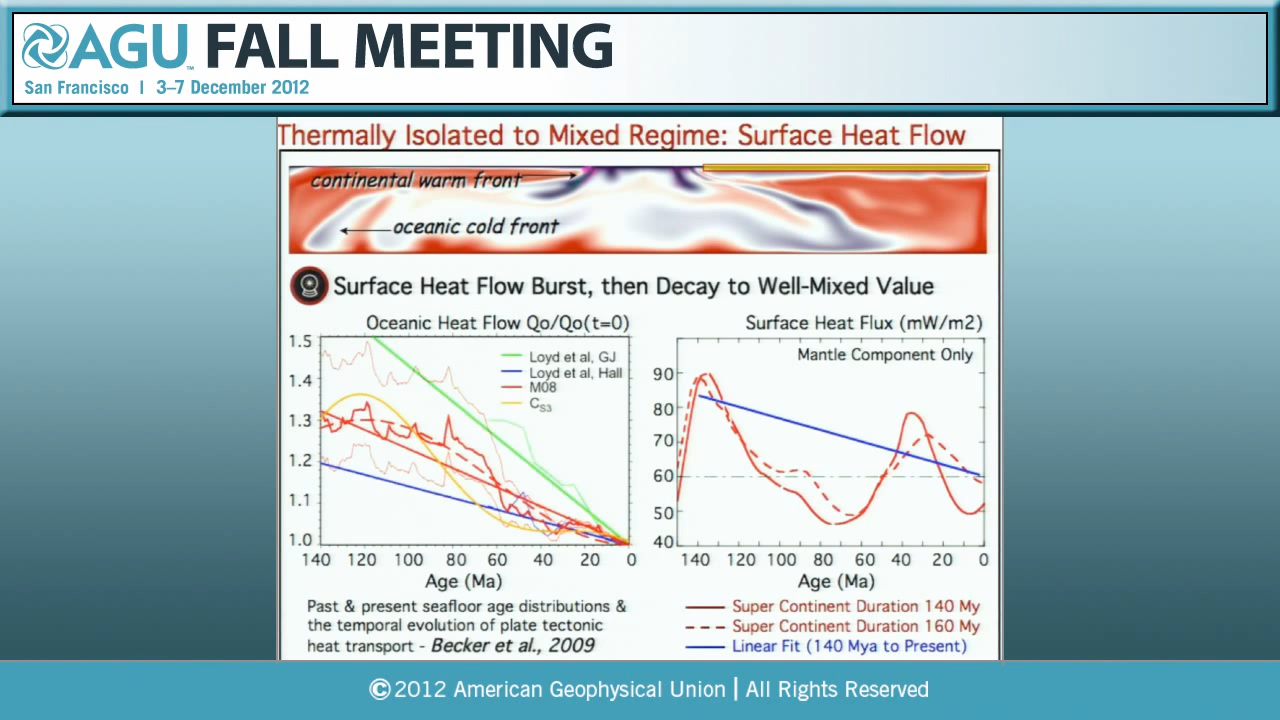 AGU FALL MEETING
™
San Francisco | 3–7 December 2012
Thermally Isolated to Mixed Regime: Surface Heat Flow
continental warm front
oceanic cold front
Surface Heat Flow Burst, then Decay to Well-Mixed Value
Oceanic Heat Flow Qo/Qo(t=0)
1.5
1.4
1.3
1.2
1.1
1.0
Loyd et al, GJ
Loyd et al, Hall
M08
CS3
140 120 100 80 60 40 20 0
Age (Ma)
Surface Heat Flux (mW/m2)
Mantle Component Only
90
80
70
60
50
40
140 120 100 80 60 40 20 0
Age (Ma)
Past & present seafloor age distributions &
the temporal evolution of plate tectonic
heat transport - Becker et al., 2009
Super Continent Duration 140 My
Super Continent Duration 160 My
Linear Fit (140 Mya to Present)
©2012 American Geophysical Union | All Rights Reserved